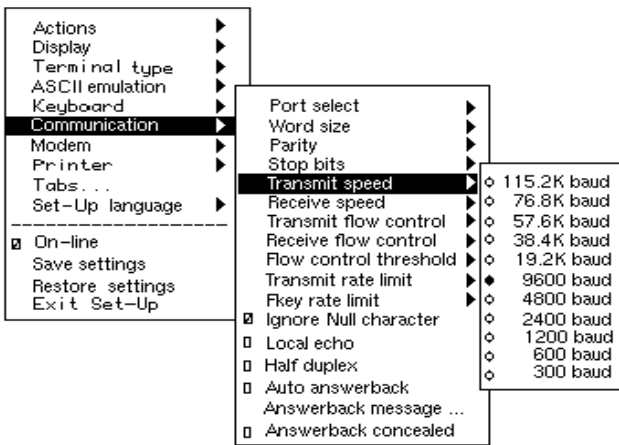 Actions
Display
Terminal type
ASCII emulation
Keyboard
Communication
Modem
Printer
Tabs...
Set-Up language
On-line
Save settings
Restore settings
Exit Set-Up
Port select
Word size
Parity
Stop bits
Transmit speed
Receive speed
Transmit flow control
Receive flow control
Flow control threshold
Transmit rate limit
Fkey rate limit
Ignore Null character
Local echo
Half duplex
Auto answerback
Answerback message ...
Answerback concealed
115.2K baud
76.8K baud
57.6K baud
38.4K baud
19.2K baud
9600 baud
4800 baud
2400 baud
1200 baud
600 baud
300 baud